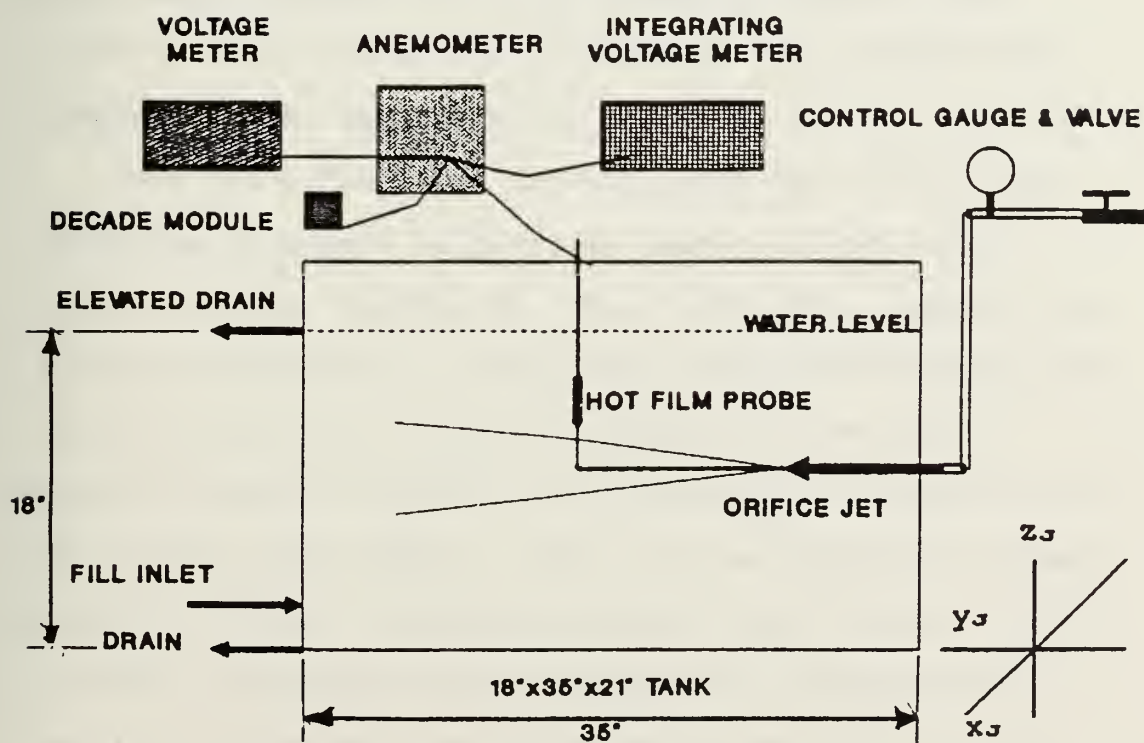 VOLTAGE
METER
ANEMOMETER
INTEGRATING
VOLTAGE METER
CONTROL GAUGE & VALVE
DECADE MODULE
ELEVATED DRAIN
WATER LEVEL
HOT FILM PROBE
18"
ORIFICE JET
FILL INLET
DRAIN
18"x35"x21" TANK
35"
ZJ
YJ
XJ